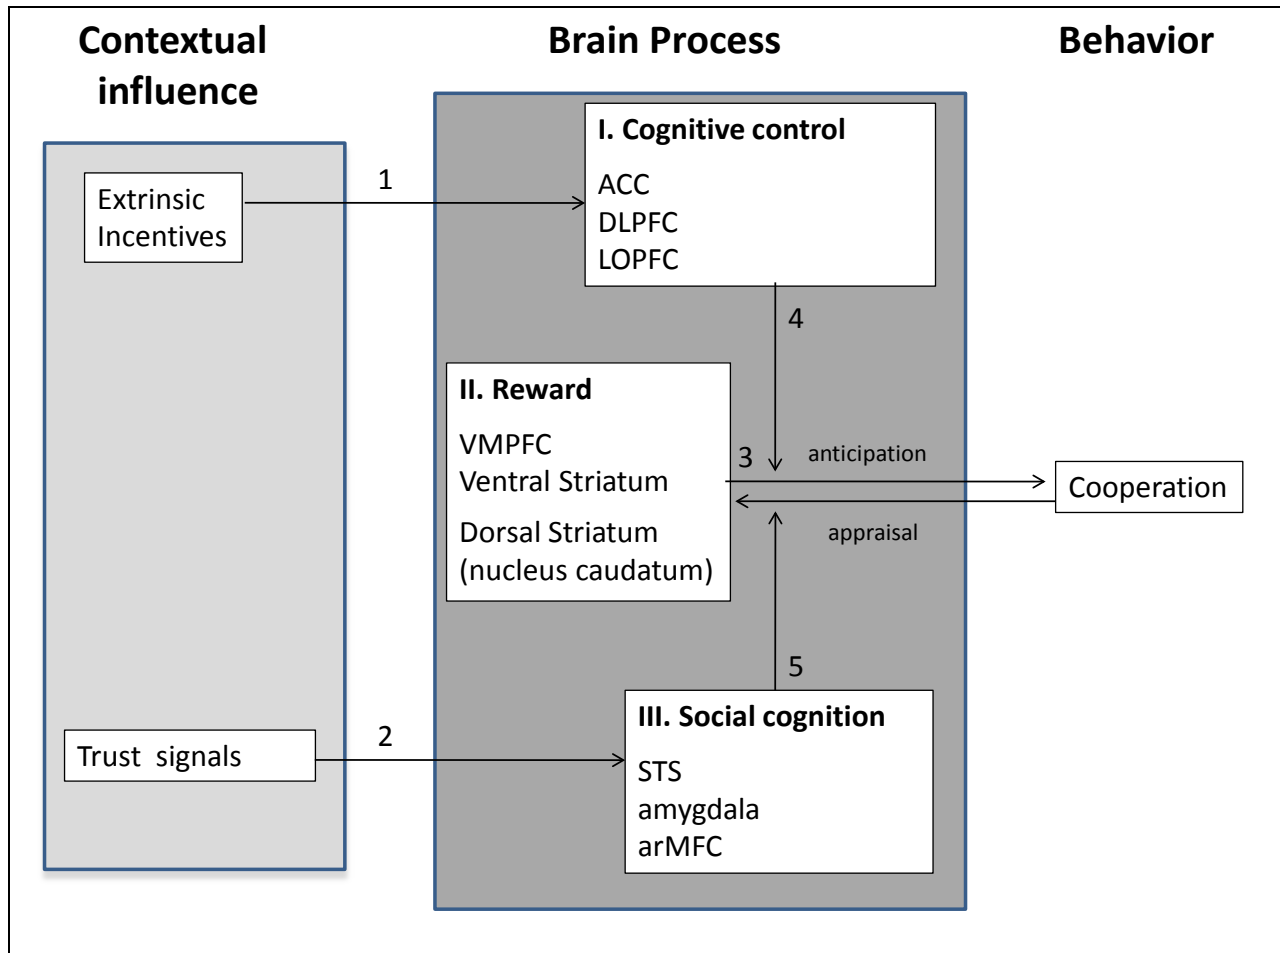 Contextual
influence
Brain Process
Behavior
Extrinsic
Incentives
1
I. Cognitive control
ACC
DLPFC
LOPFC
4
II. Reward
VMPFC
Ventral Striatum
Dorsal Striatum
(nucleus caudatum)
3
anticipation
appraisal
Cooperation
5
Trust signals
2
III. Social cognition
STS
amygdala
arMFC